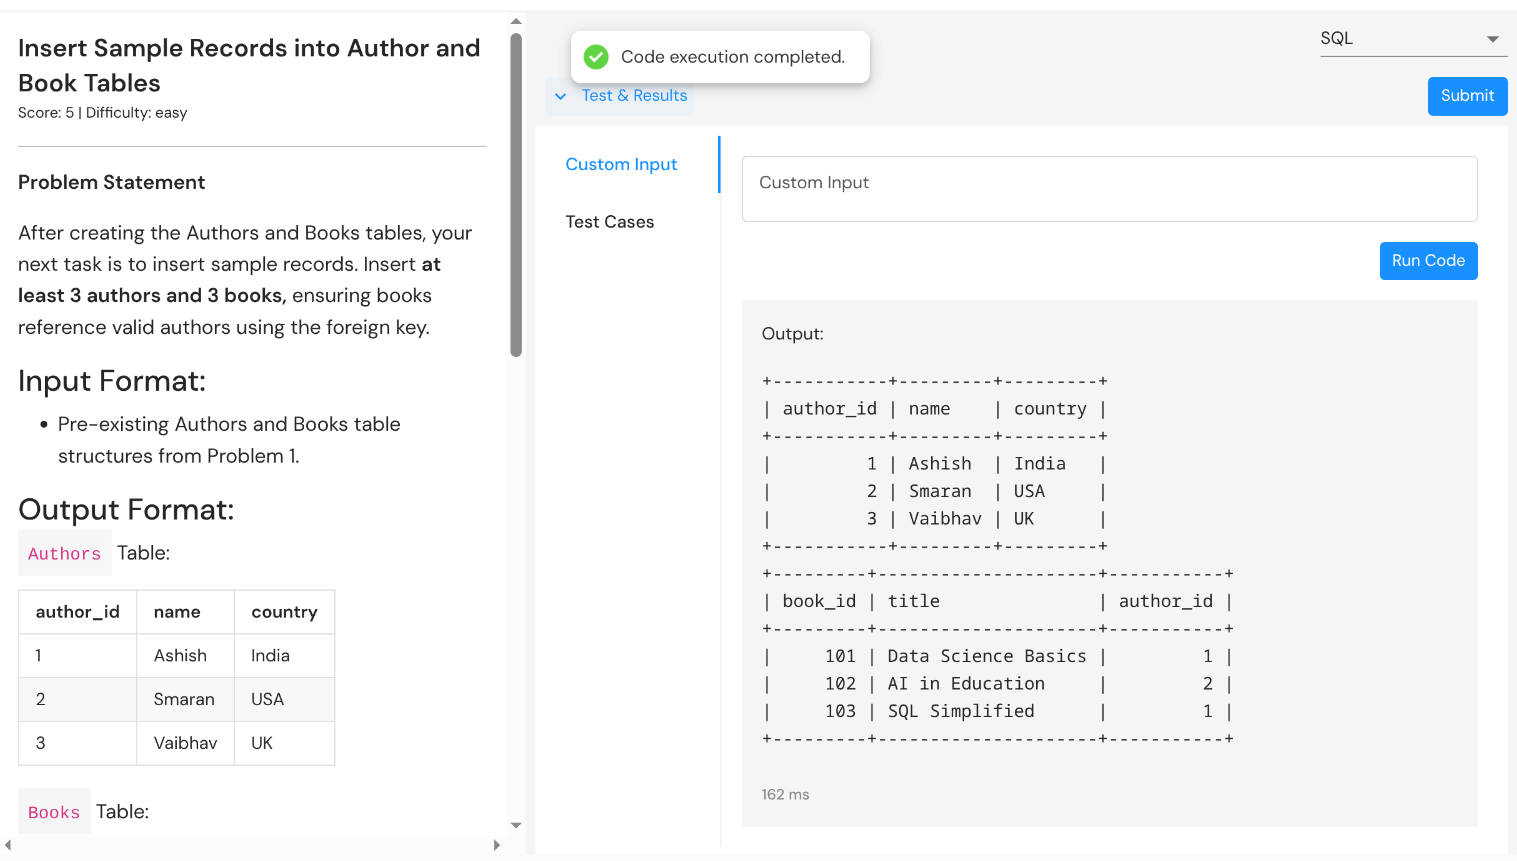 Insert Sample Records into Author and
Book Tables
Score: 5 | Difficulty: easy
Problem Statement
After creating the Authors and Books tables, your
next task is to insert sample records. Insert at
least 3 authors and 3 books, ensuring books
reference valid authors using the foreign key.
Input Format:
• Pre-existing Authors and Books table
structures from Problem 1.
Output Format:
Authors Table:
author_id name country
1 Ashish India
2 Smaran USA
3 Vaibhav UK
Books Table:
Code execution completed.
SQL
Test & Results
Submit
Custom Input
Test Cases
Custom Input
Run Code
Output:
+-----------+---------+---------+
| author_id | name    | country |
+-----------+---------+---------+
|         1 | Ashish  | India   |
|         2 | Smaran  | USA     |
|         3 | Vaibhav | UK      |
+-----------+---------+---------+
+---------+---------------------+-----------+
| book_id | title               | author_id |
+---------+---------------------+-----------+
|     101 | Data Science Basics |         1 |
|     102 | AI in Education     |         2 |
|     103 | SQL Simplified      |         1 |
+---------+---------------------+-----------+
162 ms